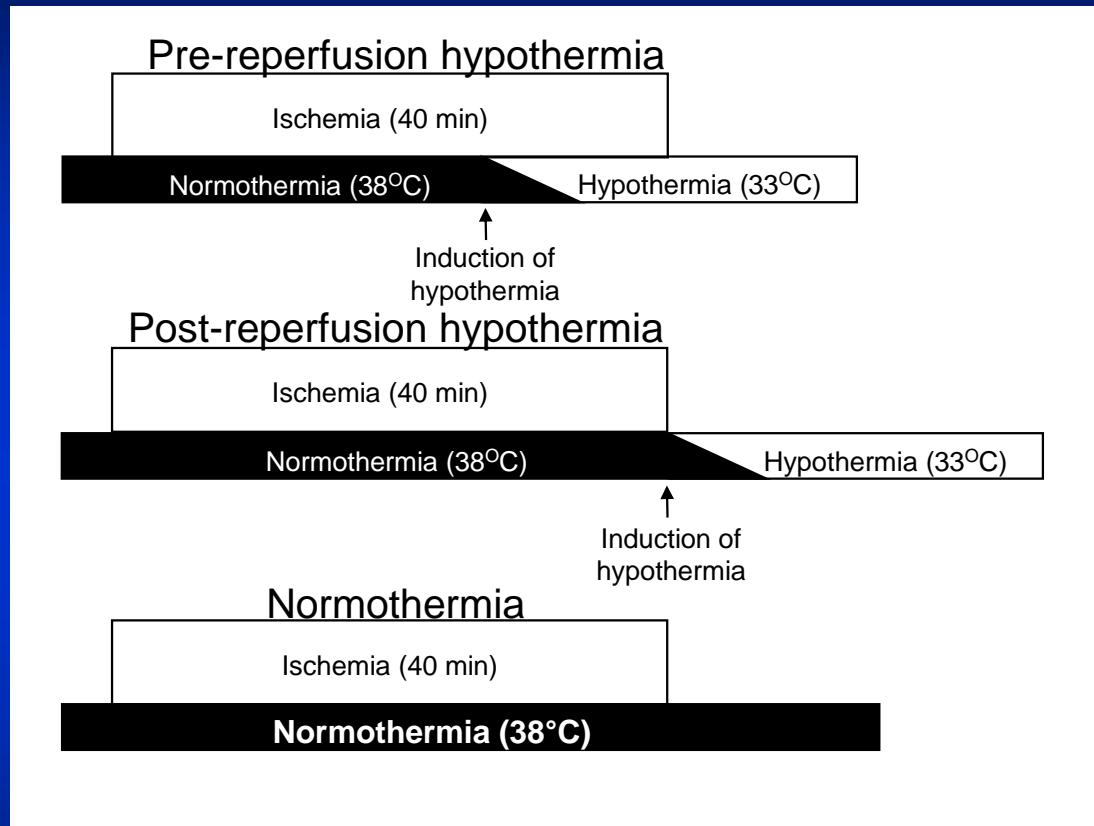 Pre-reperfusion hypothermia
Ischemia (40 min)
Normothermia (38OC) Hypothermia (33OC)
Induction of
hypothermia
Post-reperfusion hypothermia
Ischemia (40 min)
Normothermia (38OC) Hypothermia (33OC)
Induction of
hypothermia
Normothermia
Ischemia (40 min)
Normothermia (38°C)